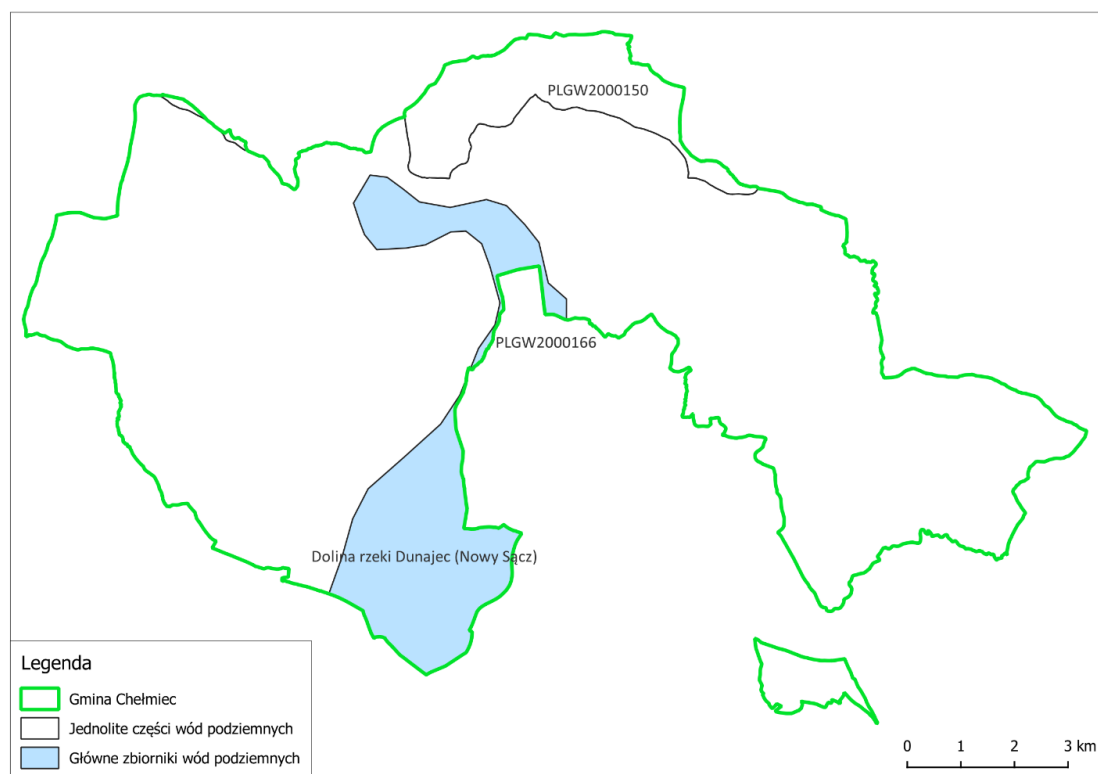 PLGW2000150
PLGW2000166
Dolina rzeki Dunajec (Nowy Sącz)
Legenda
Gmina Chełmiec
Jednolite części wód podziemnych
Główne zbiorniki wód podziemnych
0 1 2 3 km